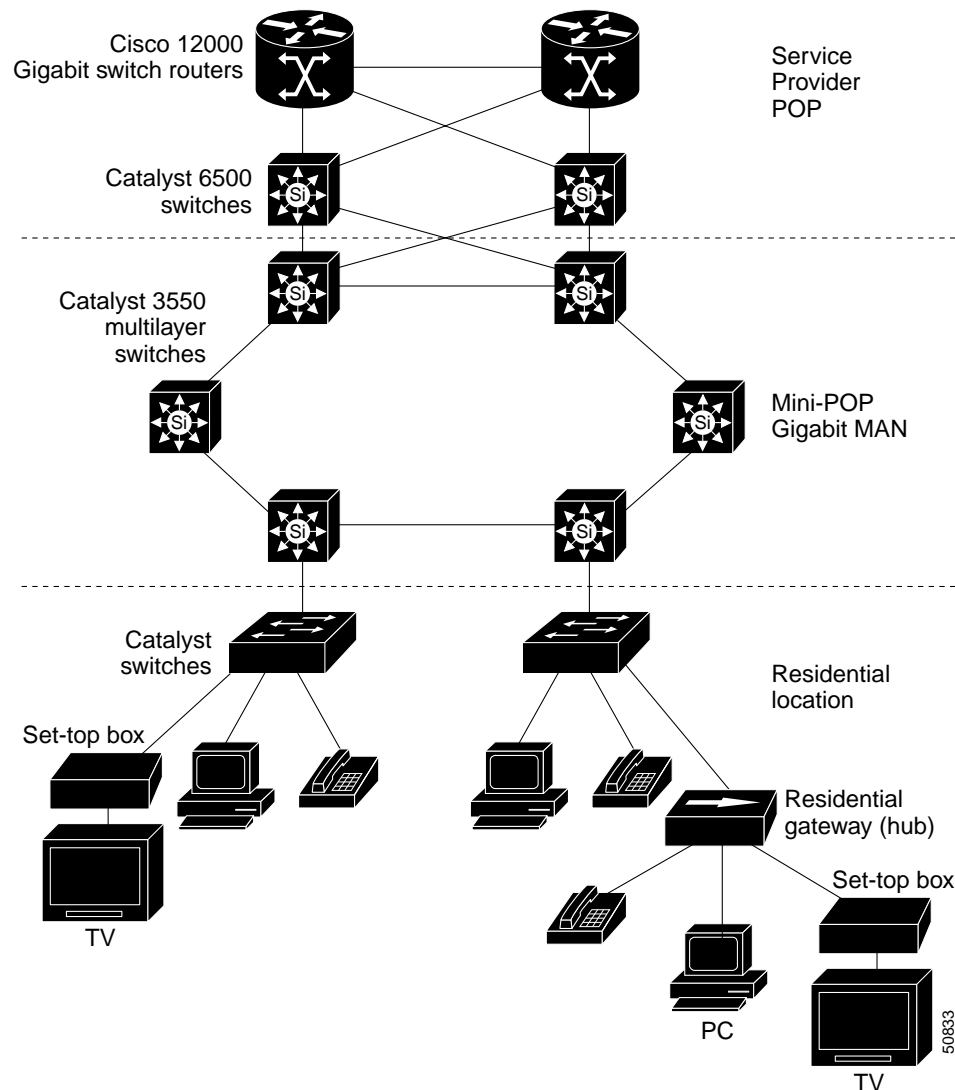 Cisco 12000
Gigabit switch routers
Service
Provider
POP
Catalyst 6500
switches
Si
Si
Si
Si
Catalyst 3550
multilayer
switches
Si
Si
Mini-POP
Gigabit MAN
Si
Si
Catalyst
switches
Residential
location
Set-top box
TV
Residential
gateway (hub)
Set-top box
PC
TV
50833